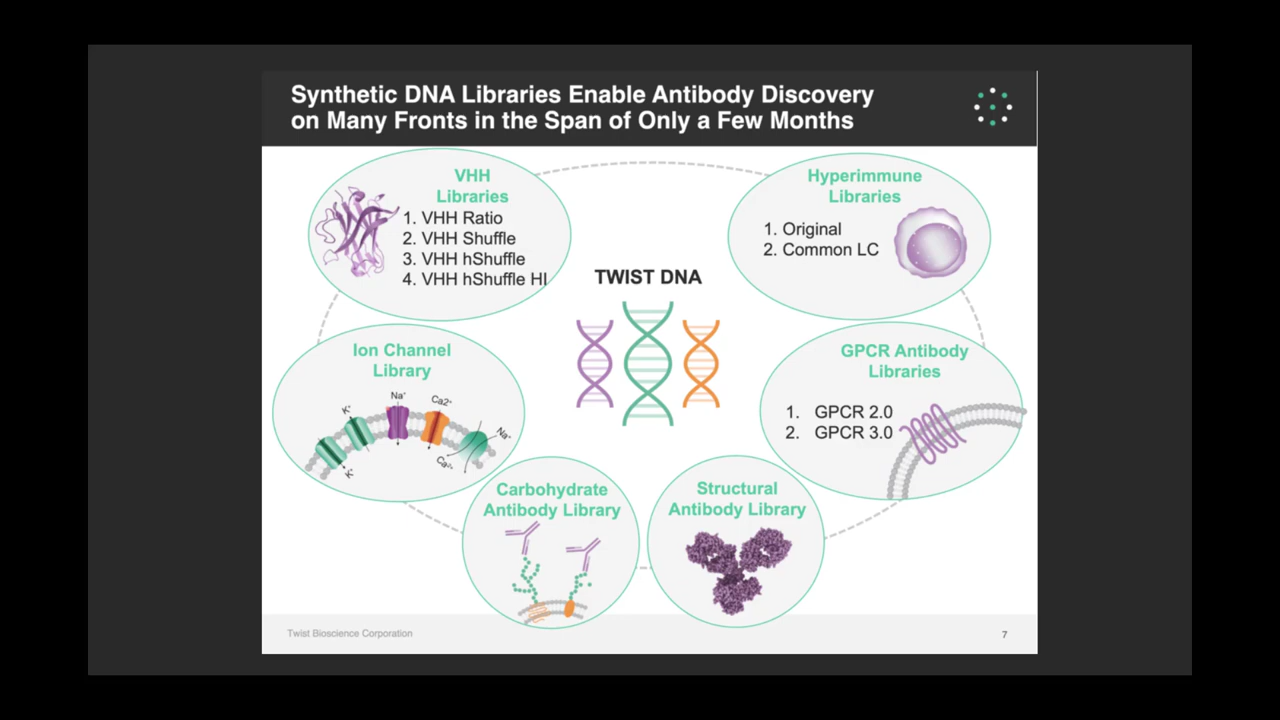 Synthetic DNA Libraries Enable Antibody Discovery
on Many Fronts in the Span of Only a Few Months
VHH
Libraries
1. VHH Ratio
2. VHH Shuffle
3. VHH hShuffle
4. VHH hShuffle HI
Hyperimmune
Libraries
1. Original
2. Common LC
TWIST DNA
Ion Channel
Library
K⁺
Na⁺
Ca2⁺
Na⁺
Ca²⁺
K⁺
GPCR Antibody
Libraries
1. GPCR 2.0
2. GPCR 3.0
Carbohydrate
Antibody Library
Structural
Antibody Library
Twist Bioscience Corporation
7